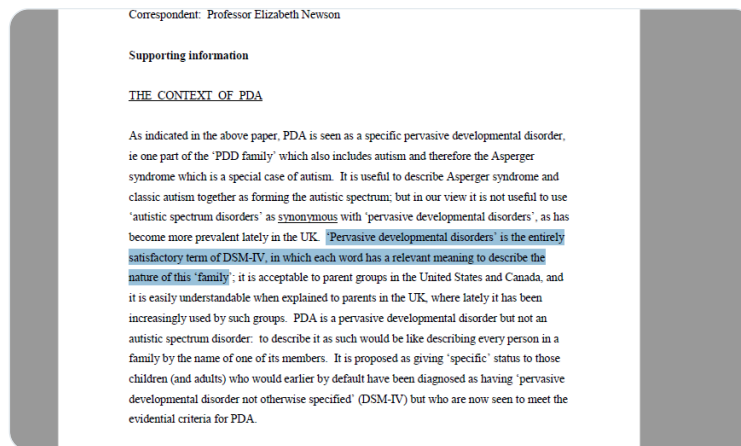 Correspondent: Professor Elizabeth Newson
Supporting information
THE CONTEXT OF PDA
As indicated in the above paper, PDA is seen as a specific pervasive developmental disorder,
ie one part of the ‘PDD family’ which also includes autism and therefore the Asperger
syndrome which is a special case of autism. It is useful to describe Asperger syndrome and
classic autism together as forming the autistic spectrum; but in our view it is not useful to use
‘autistic spectrum disorders’ as synonymous with ‘pervasive developmental disorders’, as has
become more prevalent lately in the UK. ‘Pervasive developmental disorders’ is the entirely
satisfactory term of DSM-IV, in which each word has a relevant meaning to describe the
nature of this ‘family’; it is acceptable to parent groups in the United States and Canada, and
it is easily understandable when explained to parents in the UK, where lately it has been
increasingly used by such groups. PDA is a pervasive developmental disorder but not an
autistic spectrum disorder: to describe it as such would be like describing every person in a
family by the name of one of its members. It is proposed as giving ‘specific’ status to those
children (and adults) who would earlier by default have been diagnosed as having ‘pervasive
developmental disorder not otherwise specified’ (DSM-IV) but who are now seen to meet the
evidential criteria for PDA.